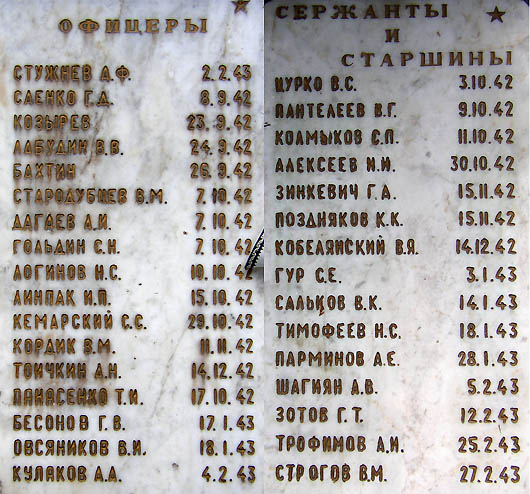 ОФИЦЕРЫ
СТУЖНЕВ Д.Ф. 2.2.43
САЕНКО Г.Д. 8.9.42
КОЗЫРЕВ 23.9.42
ЛАБУДИН В.В. 24.9.42
БАХТИН 26.9.42
СТАРОДУБЦЕВ В.М. 7.10.42
ДАГАЕВ А.И. 7.10.42
ГОЛЬДИН С.Н. 7.10.42
ЛОГИНОВ Н.С. 10.10.42
ЛИНПАК И.П. 15.10.42
КЕМАРСКИЙ С.С. 29.10.42
КОРДИК В.М. 11.11.42
ТОИЧКИН Д.Н. 14.12.42
ПАНАСЕНКО Т.И. 17.10.42
БЕСОНОВ Г.В. 17.1.43
ОВСЯНИКОВ В.И. 18.1.43
КУЛАКОВ А.А. 4.2.43
СЕРЖАНТЫ
И
СТАРШИНЫ
ЦУРКО В.С. 3.10.42
ПАНТЕЛЕЕВ В.Г. 9.10.42
КОЛМЫКОВ С.П. 11.10.42
АЛЕКСЕЕВ И.И. 30.10.42
ЗИНКЕВИЧ Г.А. 15.11.42
ПОЗДНЯКОВ К.К. 15.11.42
КОБЕЛЯНСКИЙ В.Я. 14.12.42
ГУР С.Е. 3.1.43
САЛЬКОВ В.К. 14.1.43
ТИМОФЕЕВ Н.С. 18.1.43
ПАРМИНОВ А.Е. 28.1.43
ШАГИЯН А.В. 5.2.43
ЗОТОВ Г.Т. 12.2.43
ТРОФИМОВ А.И. 25.2.43
СТРОГОВ В.М. 27.2.43